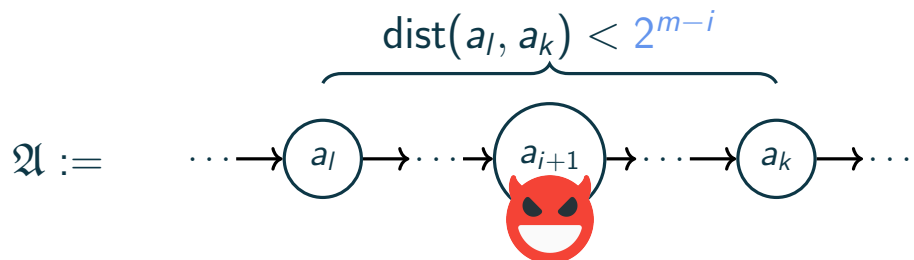 dist(a_l, a_k) < 2^{m−i}
𝔄 := ··· a_l ··· a_{i+1} ··· a_k ···